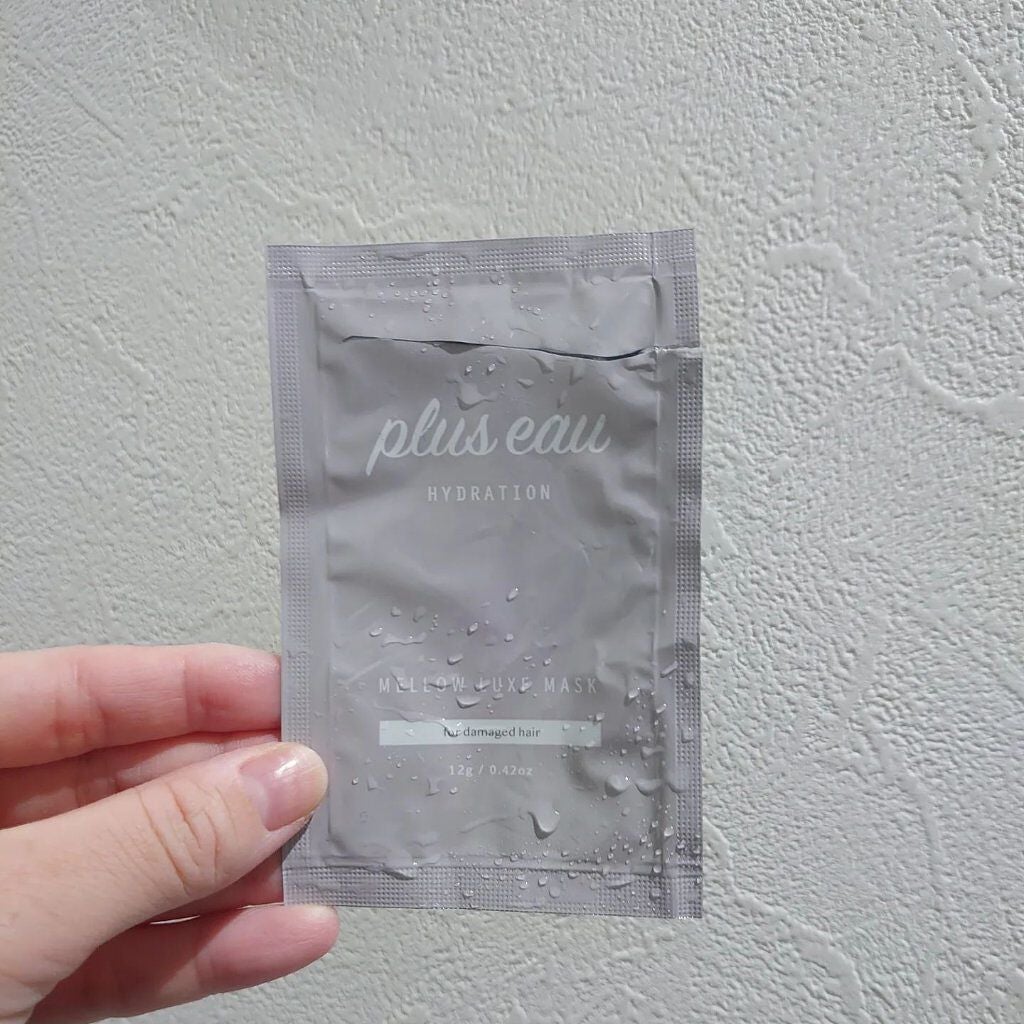 plus eau
HYDRATION
MELLOW LUXE MASK
for damaged hair
12g / 0.42oz